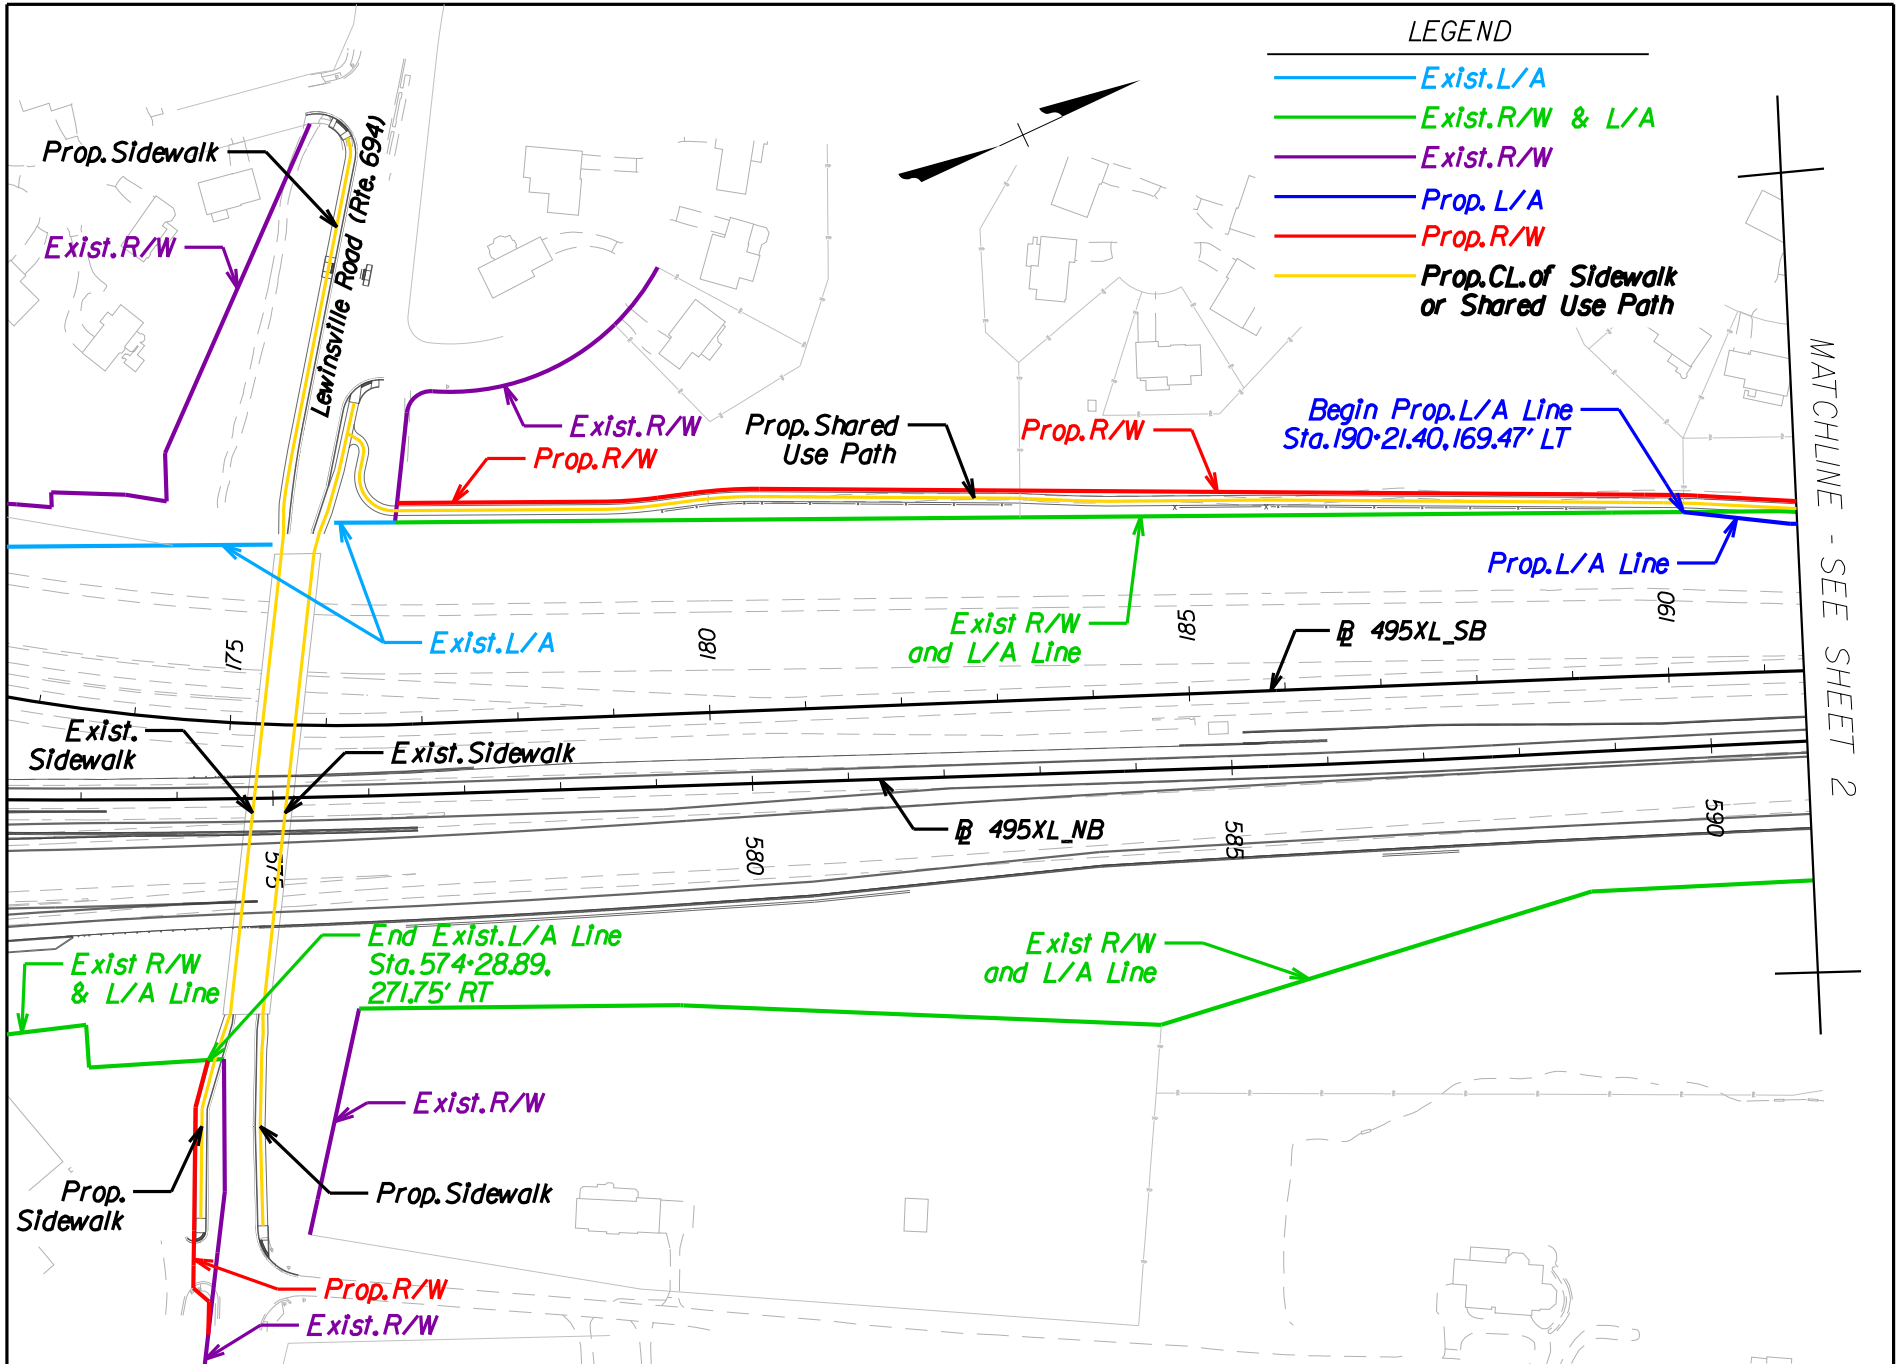 LEGEND
Exist. L/A
Exist. R/W & L/A
Exist. R/W
Prop. L/A
Prop. R/W
Prop. CL. of Sidewalk
or Shared Use Path
Prop. Sidewalk
Exist. R/W
Lewinsville Road (Rte. 694)
Exist. R/W
Prop. R/W
Prop. Shared
Use Path
Prop. R/W
Begin Prop. L/A Line
Sta. 190+21.40, 169.47' LT
Prop. L/A Line
MATCHLINE - SEE SHEET 2
Exist. L/A
Exist R/W
and L/A Line
175
180
185
190
BL 495XL_SB
Exist.
Sidewalk
Exist. Sidewalk
BL 495XL_NB
575
580
585
590
Exist R/W
& L/A Line
End Exist. L/A Line
Sta. 574+28.89,
271.75' RT
Exist R/W
and L/A Line
Exist. R/W
Prop.
Sidewalk
Prop. Sidewalk
Prop. R/W
Exist. R/W